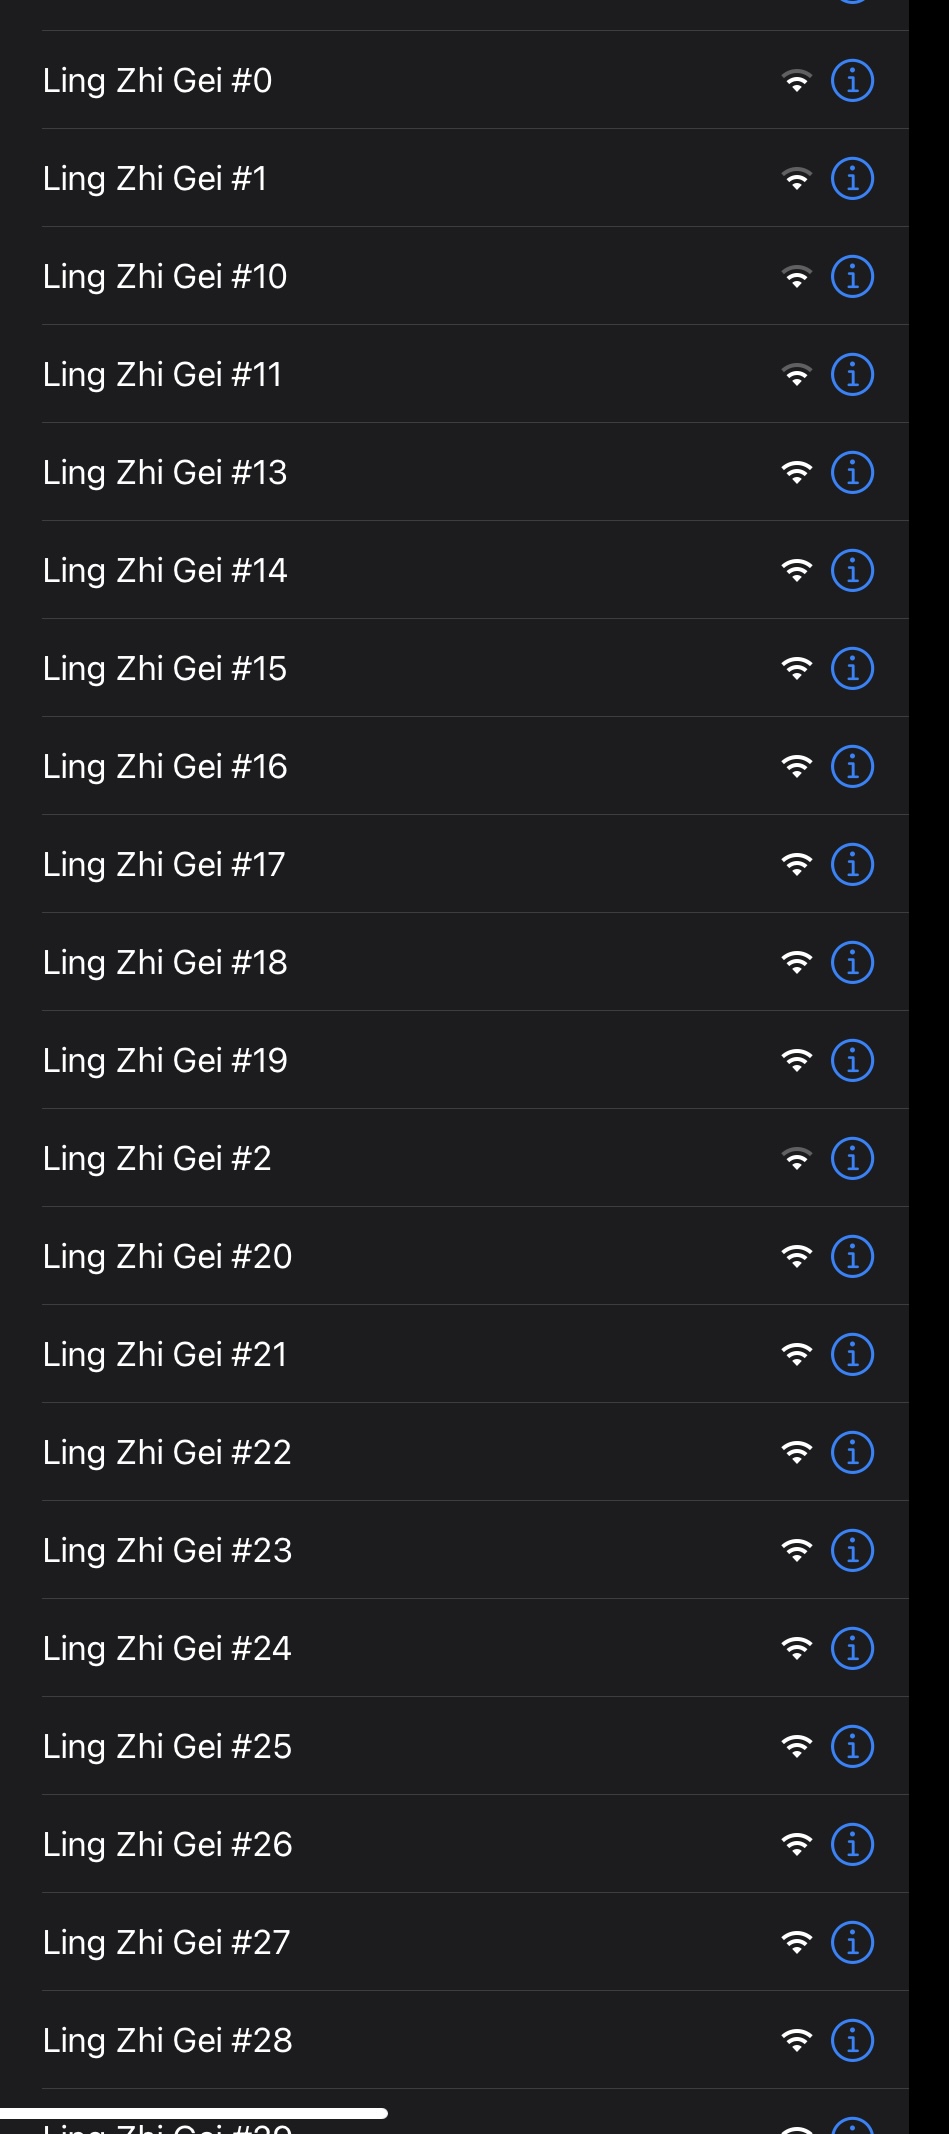 Ling Zhi Gei #0
Ling Zhi Gei #1
Ling Zhi Gei #10
Ling Zhi Gei #11
Ling Zhi Gei #13
Ling Zhi Gei #14
Ling Zhi Gei #15
Ling Zhi Gei #16
Ling Zhi Gei #17
Ling Zhi Gei #18
Ling Zhi Gei #19
Ling Zhi Gei #2
Ling Zhi Gei #20
Ling Zhi Gei #21
Ling Zhi Gei #22
Ling Zhi Gei #23
Ling Zhi Gei #24
Ling Zhi Gei #25
Ling Zhi Gei #26
Ling Zhi Gei #27
Ling Zhi Gei #28
Ling Zhi Gei #29